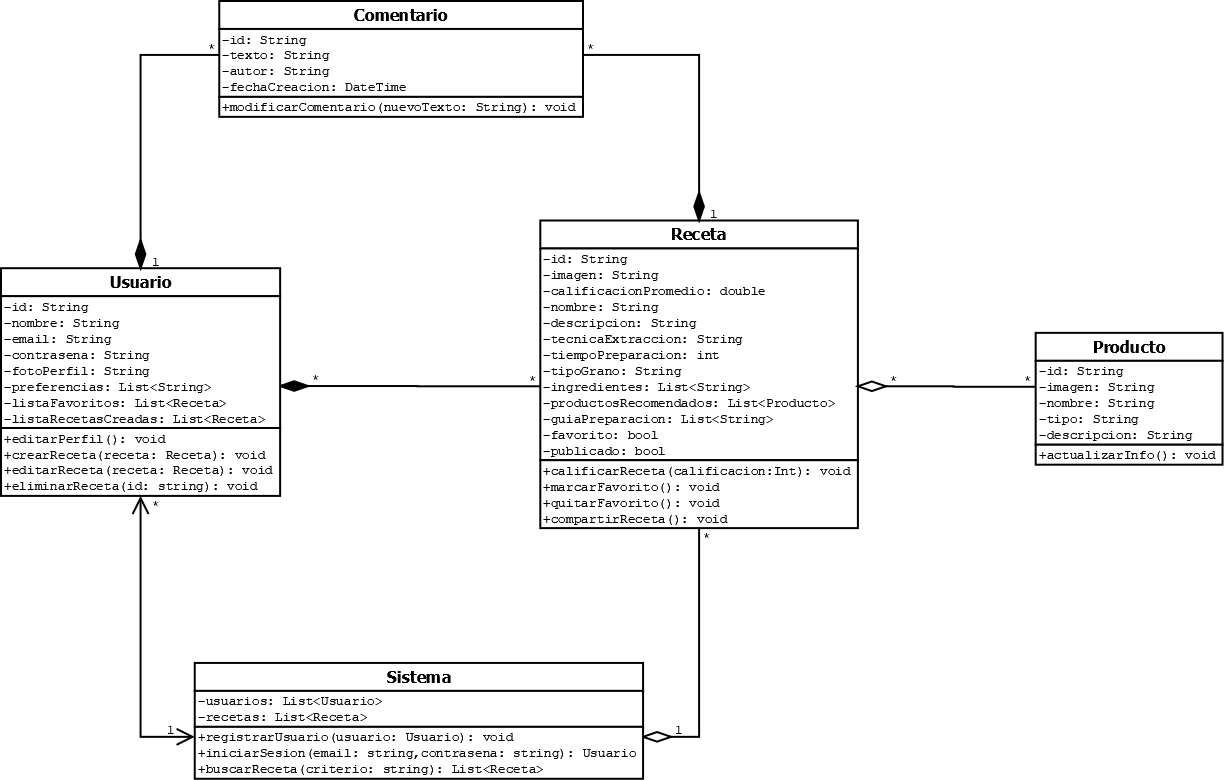 Comentario
-id: String
-texto: String
-autor: String
-fechaCreacion: DateTime
+modificarComentario(nuevoTexto: String): void
*
*
1
1
Usuario
-id: String
-nombre: String
-email: String
-contrasena: String
-fotoPerfil: String
-preferencias: List<String>
-listaFavoritos: List<Receta>
-listaRecetasCreadas: List<Receta>
+editarPerfil(): void
+crearReceta(receta: Receta): void
+editarReceta(receta: Receta): void
+eliminarReceta(id: string): void
*
*
Receta
-id: String
-imagen: String
-calificacionPromedio: double
-nombre: String
-descripcion: String
-tecnicaExtraccion: String
-tiempoPreparacion: int
-tipoGrano: String
-ingredientes: List<String>
-productosRecomendados: List<Producto>
-guiaPreparacion: List<String>
-favorito: bool
-publicado: bool
+calificarReceta(calificacion:Int): void
+marcarFavorito(): void
+quitarFavorito(): void
+compartirReceta(): void
*
*
Producto
-id: String
-imagen: String
-nombre: String
-tipo: String
-descripcion: String
+actualizarInfo(): void
*
*
1
1
Sistema
-usuarios: List<Usuario>
-recetas: List<Receta>
+registrarUsuario(usuario: Usuario): void
+iniciarSesion(email: string,contrasena: string): Usuario
+buscarReceta(criterio: string): List<Receta>